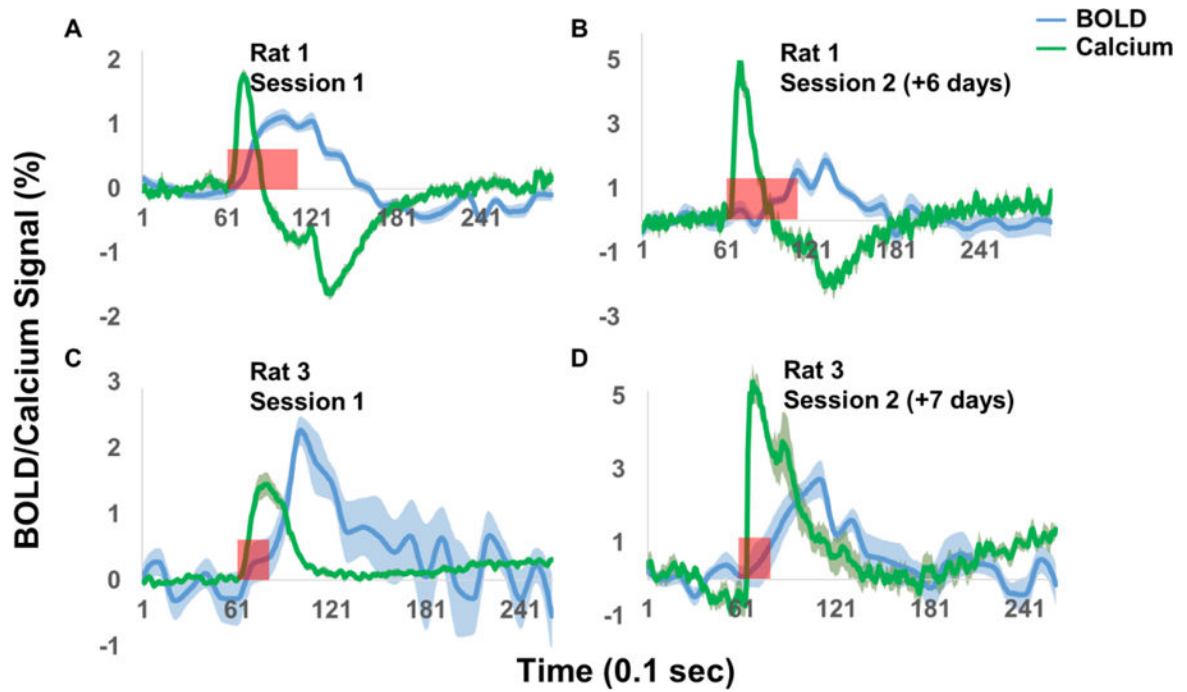 A
Rat 1
Session 1
2
1
0
-1
-2
1 61 121 181 241
B
Rat 1
Session 2 (+6 days)
5
3
1
-1
-3
1 61 121 181 241
BOLD
Calcium
C
Rat 3
Session 1
3
2
1
0
-1
1 61 121 181 241
D
Rat 3
Session 2 (+7 days)
5
3
1
-1
1 61 121 181 241
BOLD/Calcium Signal (%)
Time (0.1 sec)